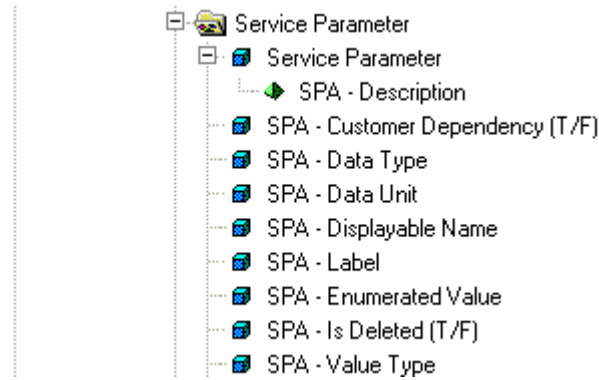 Service Parameter
Service Parameter
SPA - Description
SPA - Customer Dependency (T/F)
SPA - Data Type
SPA - Data Unit
SPA - Displayable Name
SPA - Label
SPA - Enumerated Value
SPA - Is Deleted (T/F)
SPA - Value Type